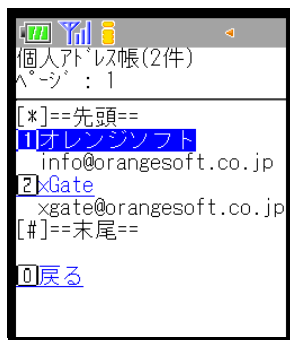 個人ｱﾄﾞﾚｽ帳(2件)
ﾍﾟｰｼﾞ : 1
[*]==先頭==
1オレンジソフト
info@orangesoft.co.jp
2xGate
xgate@orangesoft.co.jp
[#]==末尾==
0戻る